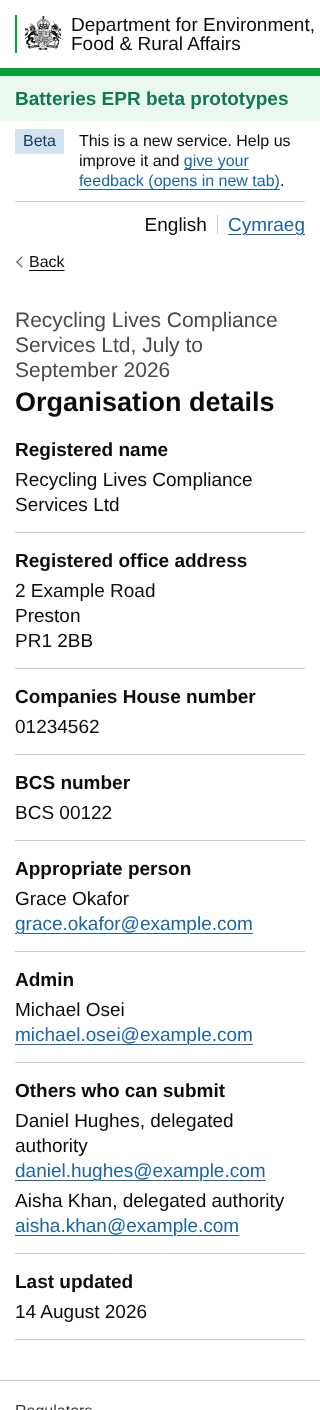 Department for Environment,
Food & Rural Affairs
Batteries EPR beta prototypes
Beta
This is a new service. Help us
improve it and give your
feedback (opens in new tab).
English
Cymraeg
Back
Recycling Lives Compliance
Services Ltd, July to
September 2026
Organisation details
Registered name
Recycling Lives Compliance
Services Ltd
Registered office address
2 Example Road
Preston
PR1 2BB
Companies House number
01234562
BCS number
BCS 00122
Appropriate person
Grace Okafor
grace.okafor@example.com
Admin
Michael Osei
michael.osei@example.com
Others who can submit
Daniel Hughes, delegated
authority
daniel.hughes@example.com
Aisha Khan, delegated authority
aisha.khan@example.com
Last updated
14 August 2026
Regulators